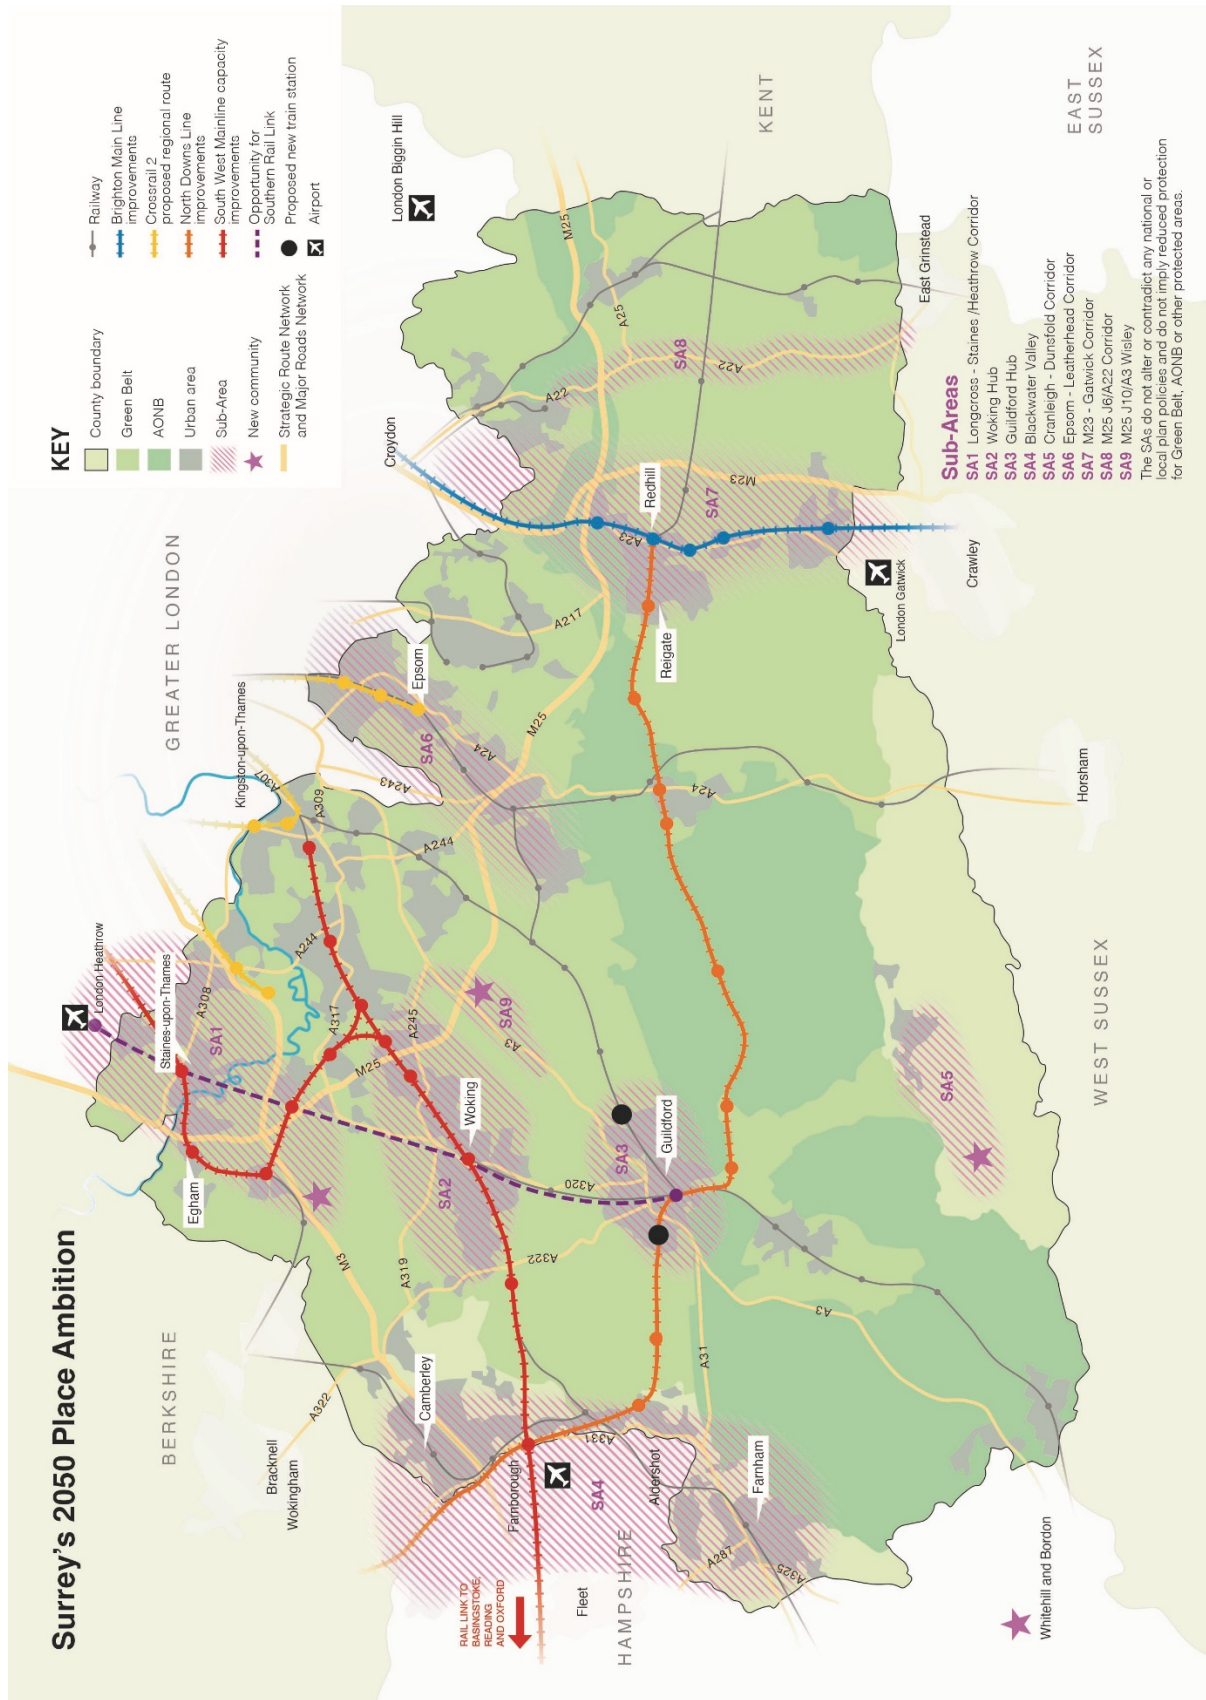 Surrey's 2050 Place Ambition
KEY
County boundary
Green Belt
AONB
Urban area
Sub-Area
New community
Strategic Route Network
and Major Roads Network
Railway
Brighton Main Line
improvements
Crossrail 2
proposed regional route
North Downs Line
improvements
South West Mainline capacity
improvements
Opportunity for
Southern Rail Link
Proposed new train station
Airport
BERKSHIRE
GREATER LONDON
KENT
EAST
SUSSEX
WEST SUSSEX
HAMPSHIRE
London Heathrow
Staines-upon-Thames
Kingston-upon-Thames
Croydon
London Biggin Hill
Bracknell
Wokingham
Egham
Epsom
Camberley
Woking
Farnborough
Fleet
Aldershot
Farnham
Guildford
Reigate
Redhill
London Gatwick
Crawley
East Grinstead
Horsham
Whitehill and Bordon
RAIL LINK TO
BASINGSTOKE,
READING
AND OXFORD
SA1
SA2
SA3
SA4
SA5
SA6
SA7
SA8
SA9
A308
A307
A309
A244
A244
A243
A317
A245
M25
M25
M25
M3
A322
A322
A319
A320
A331
A31
A3
A3
A287
A325
A24
A24
A217
A23
M23
A22
A22
A25
Sub-Areas
SA1 Longcross - Staines /Heathrow Corridor
SA2 Woking Hub
SA3 Guildford Hub
SA4 Blackwater Valley
SA5 Cranleigh - Dunsfold Corridor
SA6 Epsom - Leatherhead Corridor
SA7 M23 - Gatwick Corridor
SA8 M25 J6/A22 Corridor
SA9 M25 J10/A3 Wisley
The SAs do not alter or contradict any national or
local plan policies and do not imply reduced protection
for Green Belt, AONB or other protected areas.